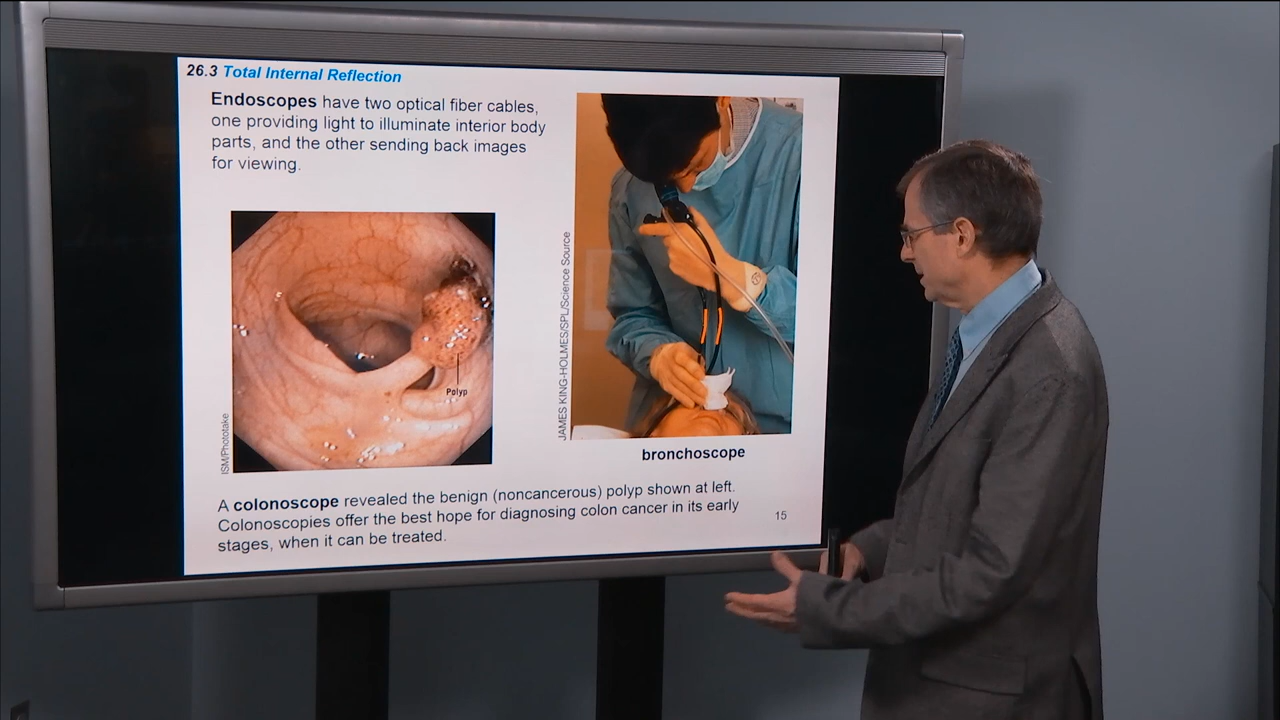 26.3 Total Internal Reflection
Endoscopes have two optical fiber cables,
one providing light to illuminate interior body
parts, and the other sending back images
for viewing.
Polyp
ISM/Phototake
JAMES KING-HOLMES/SPL/Science Source
bronchoscope
A colonoscope revealed the benign (noncancerous) polyp shown at left.
Colonoscopies offer the best hope for diagnosing colon cancer in its early
stages, when it can be treated.
15